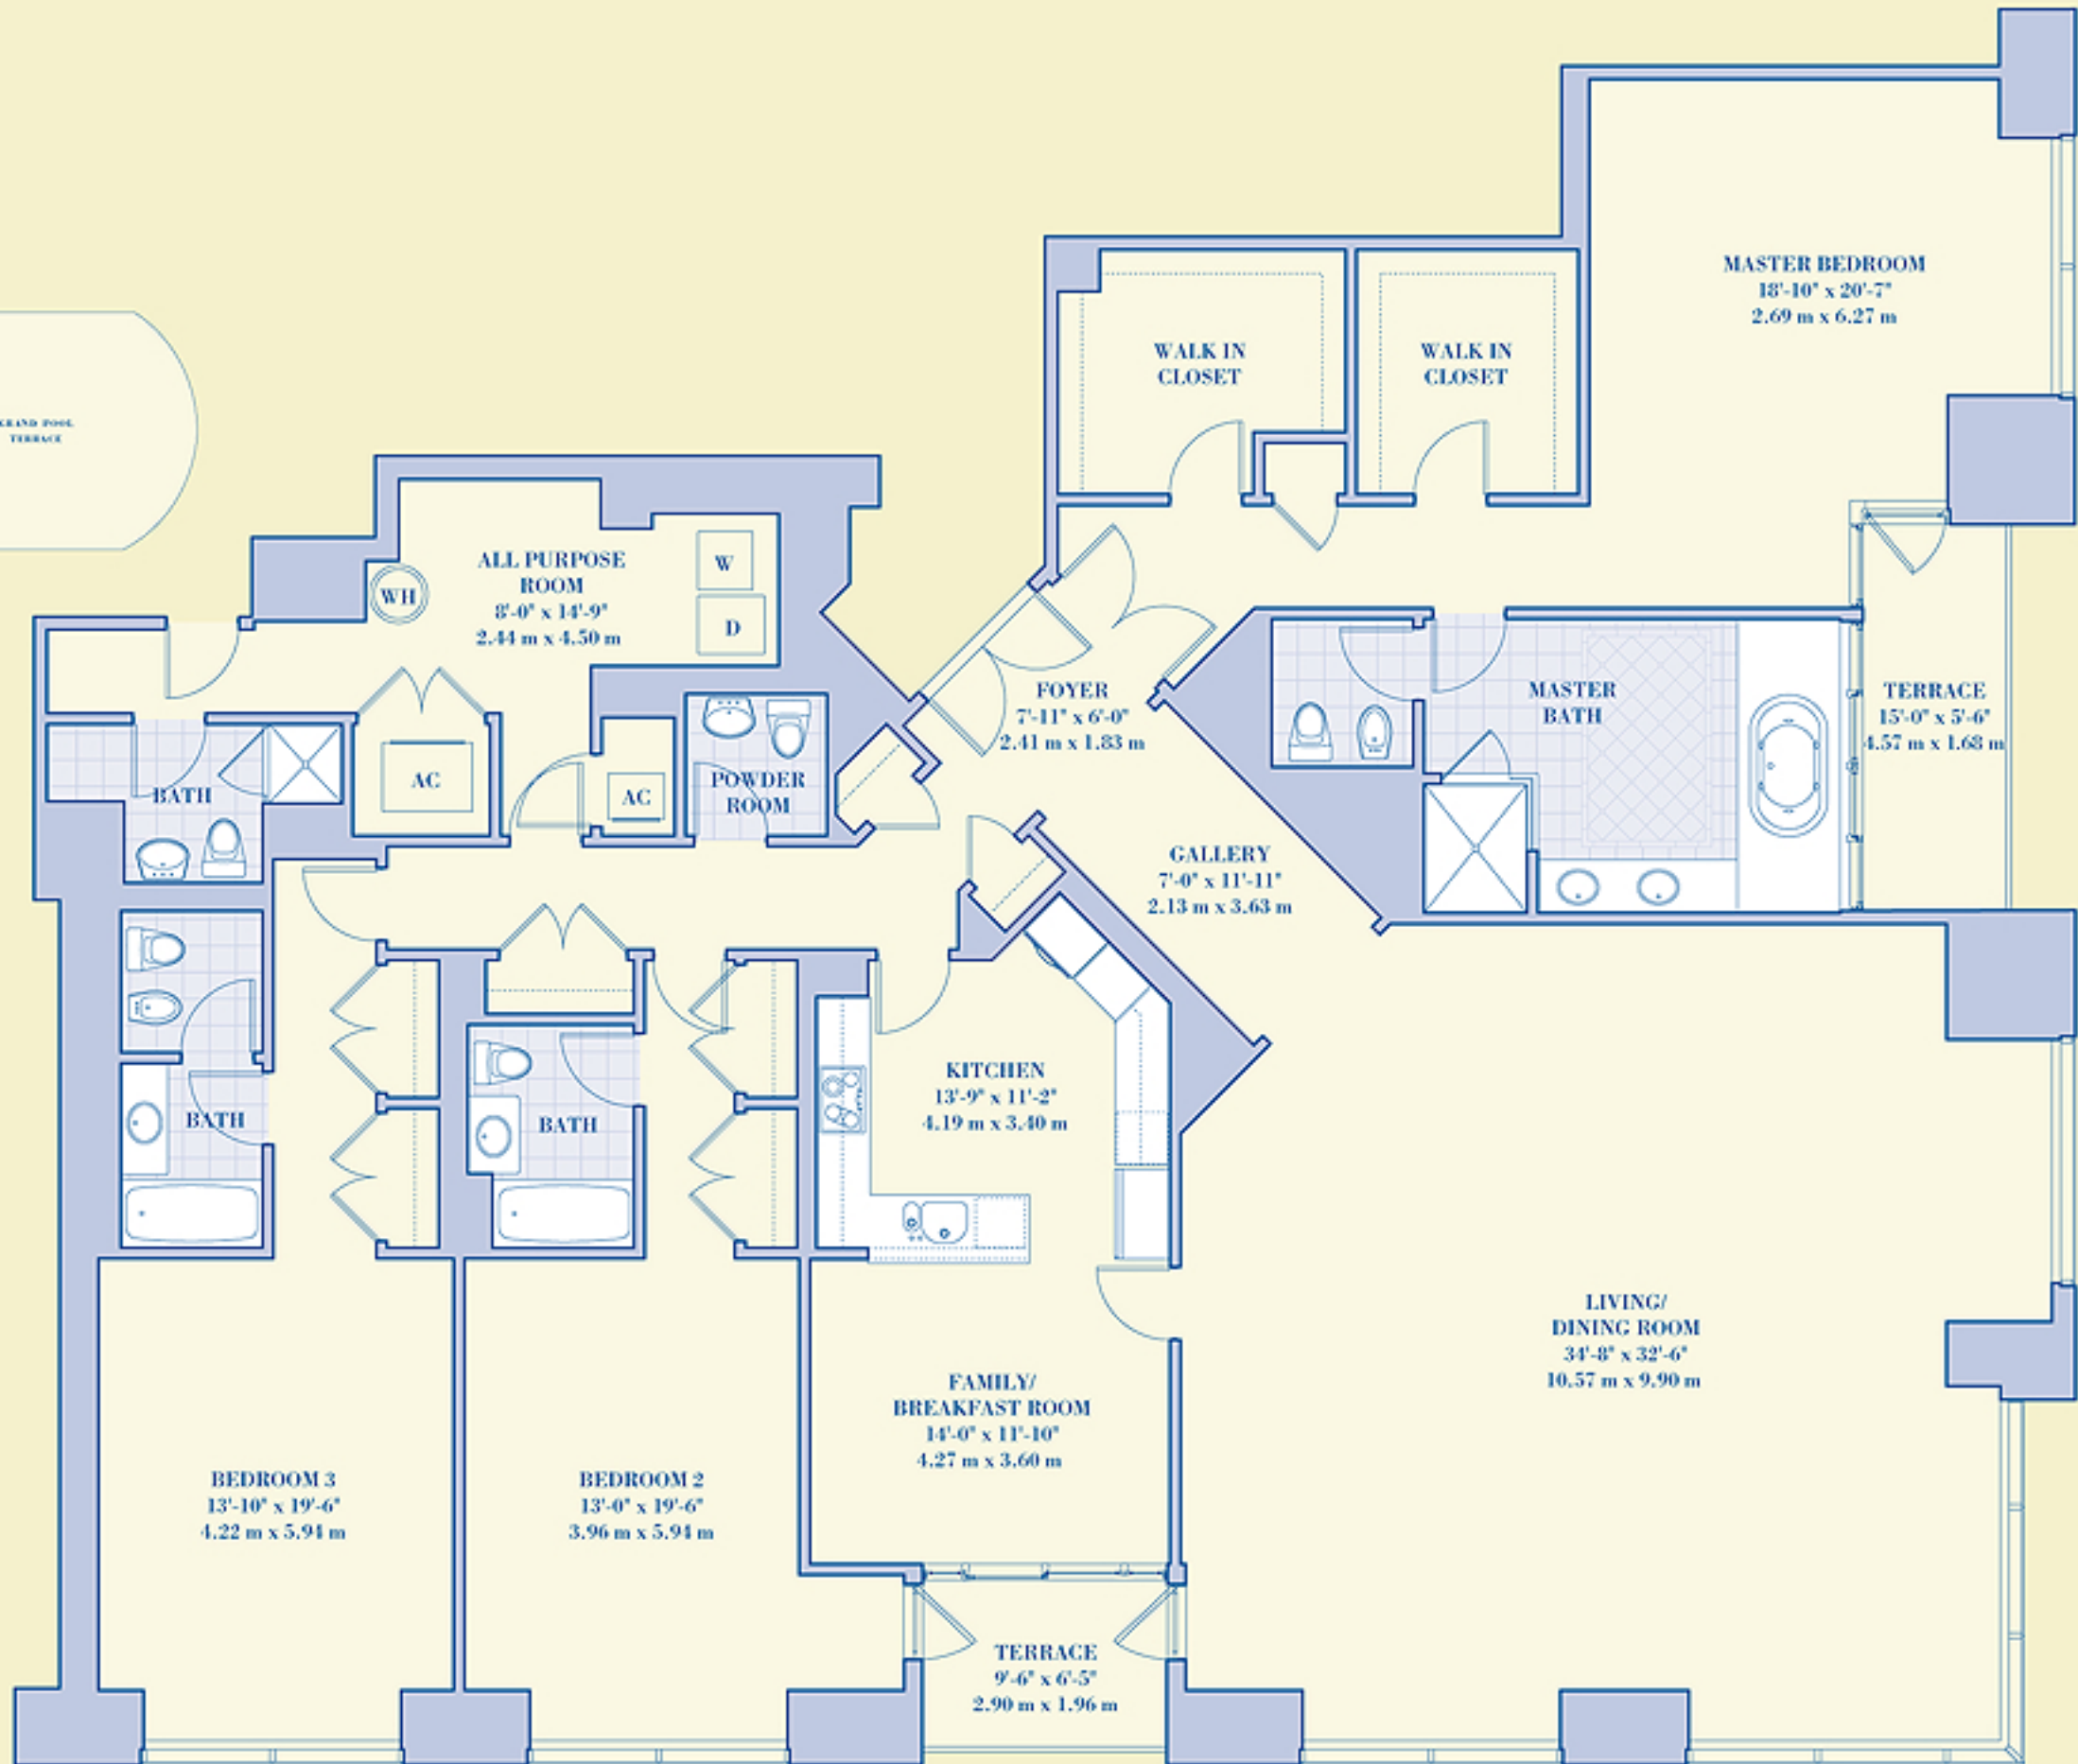 MASTER BEDROOM
18'-10" x 20'-7"
2.69 m x 6.27 m
WALK IN
CLOSET
WALK IN
CLOSET
GRAND POOL
TERRACE
ALL PURPOSE
ROOM
8'-0" x 14'-9"
2.44 m x 4.50 m
W
D
WH
FOYER
7'-11" x 6'-0"
2.41 m x 1.83 m
MASTER
BATH
TERRACE
15'-0" x 5'-6"
4.57 m x 1.68 m
BATH
AC
AC
POWDER
ROOM
GALLERY
7'-0" x 11'-11"
2.13 m x 3.63 m
KITCHEN
13'-9" x 11'-2"
4.19 m x 3.40 m
BATH
BATH
LIVING/
DINING ROOM
34'-8" x 32'-6"
10.57 m x 9.90 m
FAMILY/
BREAKFAST ROOM
14'-0" x 11'-10"
4.27 m x 3.60 m
BEDROOM 3
13'-10" x 19'-6"
4.22 m x 5.94 m
BEDROOM 2
13'-0" x 19'-6"
3.96 m x 5.94 m
TERRACE
9'-6" x 6'-5"
2.90 m x 1.96 m